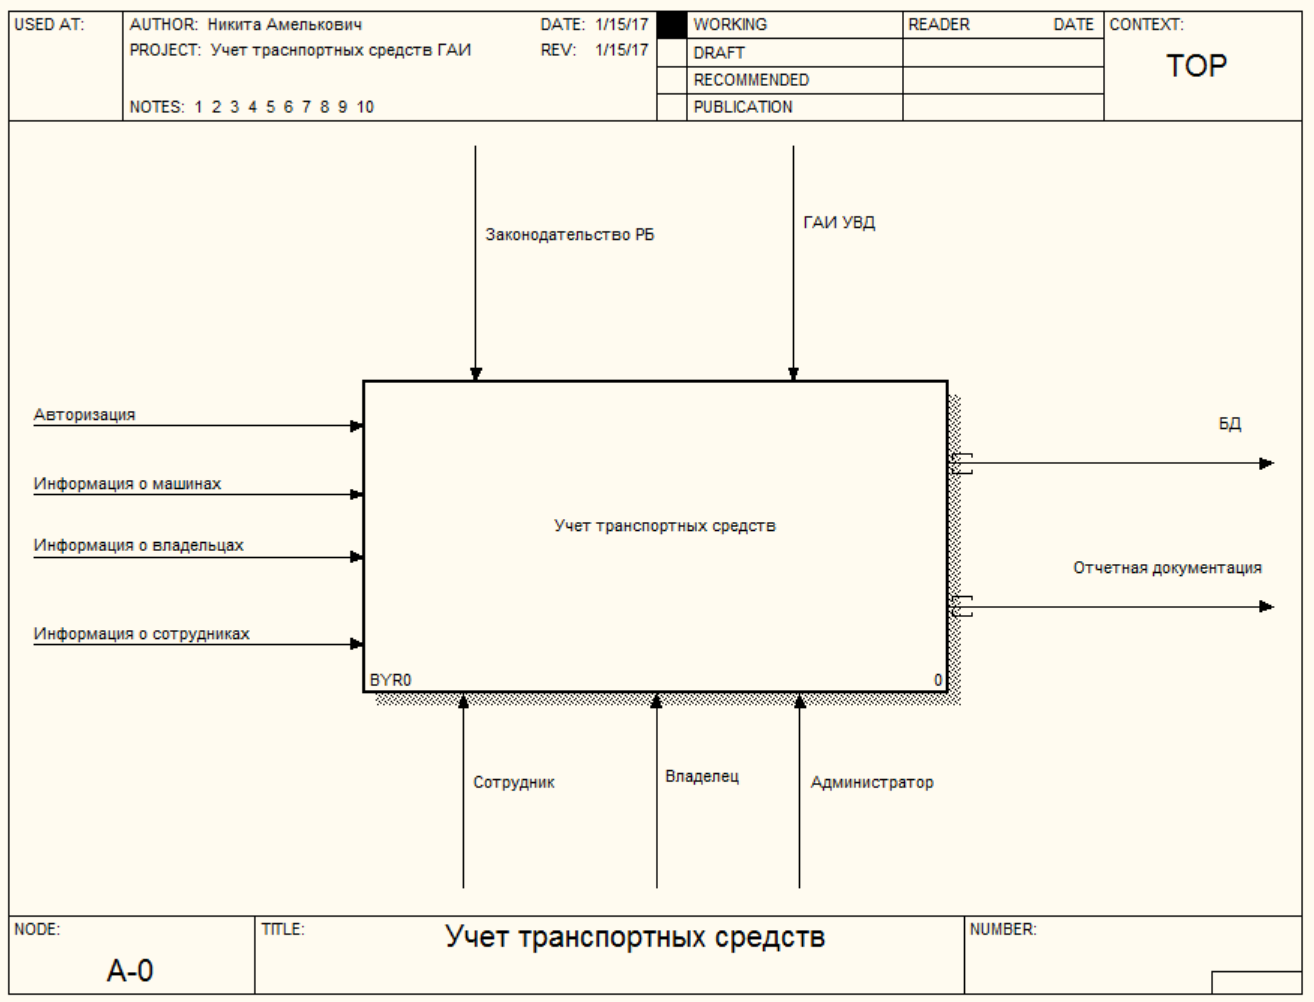 USED AT:
AUTHOR: Никита Амелькович
DATE: 1/15/17
PROJECT: Учет траснпортных средств ГАИ
REV: 1/15/17
NOTES: 1 2 3 4 5 6 7 8 9 10
WORKING
DRAFT
RECOMMENDED
PUBLICATION
READER
DATE
CONTEXT:
TOP
Законодательство РБ
ГАИ УВД
Авторизация
Информация о машинах
Информация о владельцах
Информация о сотрудниках
Учет транспортных средств
BYR0
0
БД
Отчетная документация
Сотрудник
Владелец
Администратор
NODE:
A-0
TITLE:
Учет транспортных средств
NUMBER: